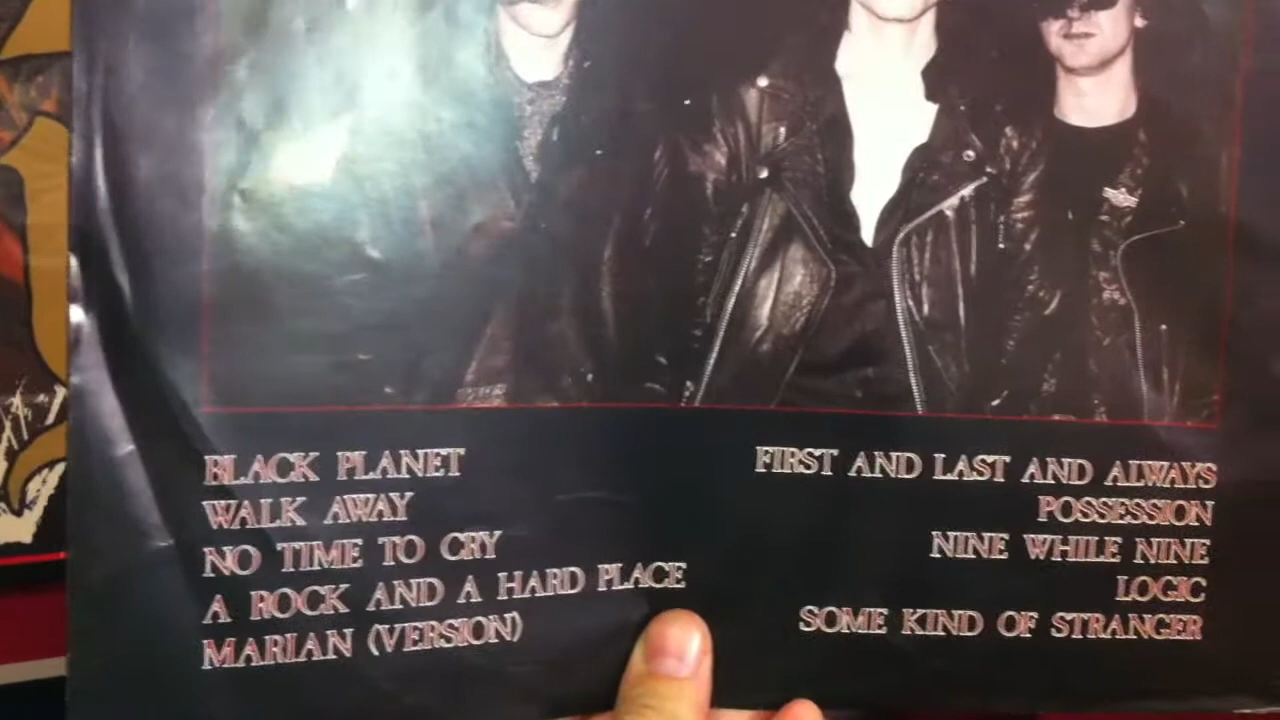 BLACK PLANET
WALK AWAY
NO TIME TO CRY
A ROCK AND A HARD PLACE
MARIAN (VERSION)
FIRST AND LAST AND ALWAYS
POSSESSION
NINE WHILE NINE
LOGIC
SOME KIND OF STRANGER